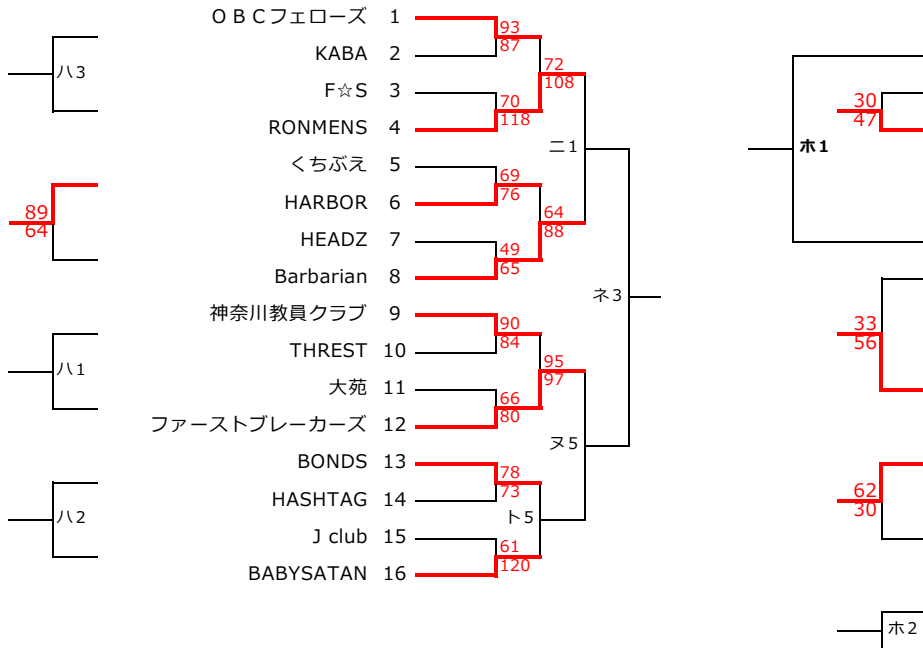 ＯＢＣフェローズ 1
93
87
KABA 2
72
108
ハ3
F☆S 3
70
118
RONMENS 4
30
47
ニ1
ホ1
くちぶえ 5
69
76
HARBOR 6
89
64
64
88
HEADZ 7
49
65
Barbarian 8
ネ3
神奈川教員クラブ 9
90
84
33
56
THREST 10
95
97
ハ1
大苑 11
66
80
ファーストブレーカーズ 12
ヌ5
BONDS 13
78
73
62
30
HASHTAG 14
ト5
ハ2
J club 15
61
120
BABYSATAN 16
ホ2